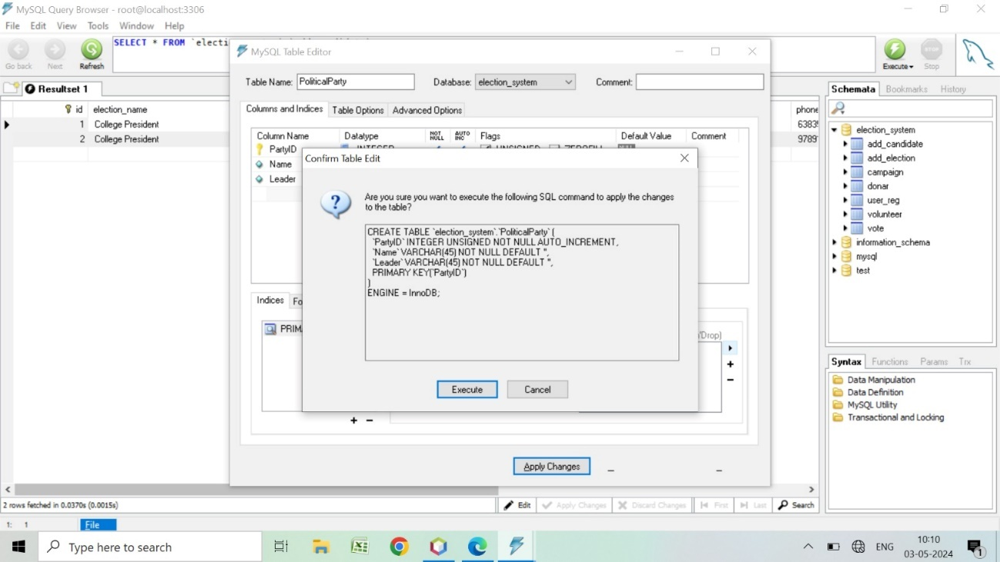 MySQL Query Browser - root@localhost:3306
File Edit View Tools Window Help
Go back Next Refresh
SELECT * FROM `electi
Execute Stop
MySQL Table Editor
Table Name: PoliticalParty Database: election_system Comment:
Columns and Indices Table Options Advanced Options
Column Name Datatype NOT NULL AUTO INC Flags Default Value Comment
PartyID INTEGER UNSIGNED ZEROFILL NULL
Name
Leader
Resultset 1
id election_name phone
1 College President 6383
2 College President 9789
Confirm Table Edit
Are you sure you want to execute the following SQL command to apply the changes
to the table?
CREATE TABLE `election_system`.`PoliticalParty` (
`PartyID` INTEGER UNSIGNED NOT NULL AUTO_INCREMENT,
`Name` VARCHAR(45) NOT NULL DEFAULT '',
`Leader` VARCHAR(45) NOT NULL DEFAULT '',
PRIMARY KEY(`PartyID`)
)
ENGINE = InnoDB;
Execute Cancel
Indices Fo
PRIM
/Drop)
Apply Changes
Schemata Bookmarks History
election_system
add_candidate
add_election
campaign
donar
user_reg
volunteer
vote
information_schema
mysql
test
Syntax Functions Params Trx
Data Manipulation
Data Definition
MySQL Utility
Transactional and Locking
2 rows fetched in 0.0370s (0.0015s)
Edit Apply Changes Discard Changes First Last Search
1: 1 File
Type here to search
ENG
10:10
03-05-2024
1